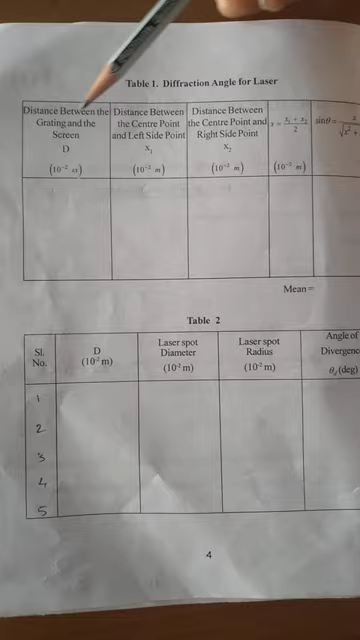 Table 1. Diffraction Angle for Laser
Distance Between the
Grating and the
Screen
D
(10⁻² m)
Distance Between
the Centre Point
and Left Side Point
X₁
(10⁻² m)
Distance Between
the Centre Point and
Right Side Point
X₂
(10⁻² m)
x = x₁ + x₂ / 2
(10⁻² m)
sinθ = x / √x² +
Mean =
Table 2
Sl.
No.
D
(10⁻² m)
Laser spot
Diameter
(10⁻² m)
Laser spot
Radius
(10⁻² m)
Angle of
Divergenc
(deg)
1
2
3
4
5
4